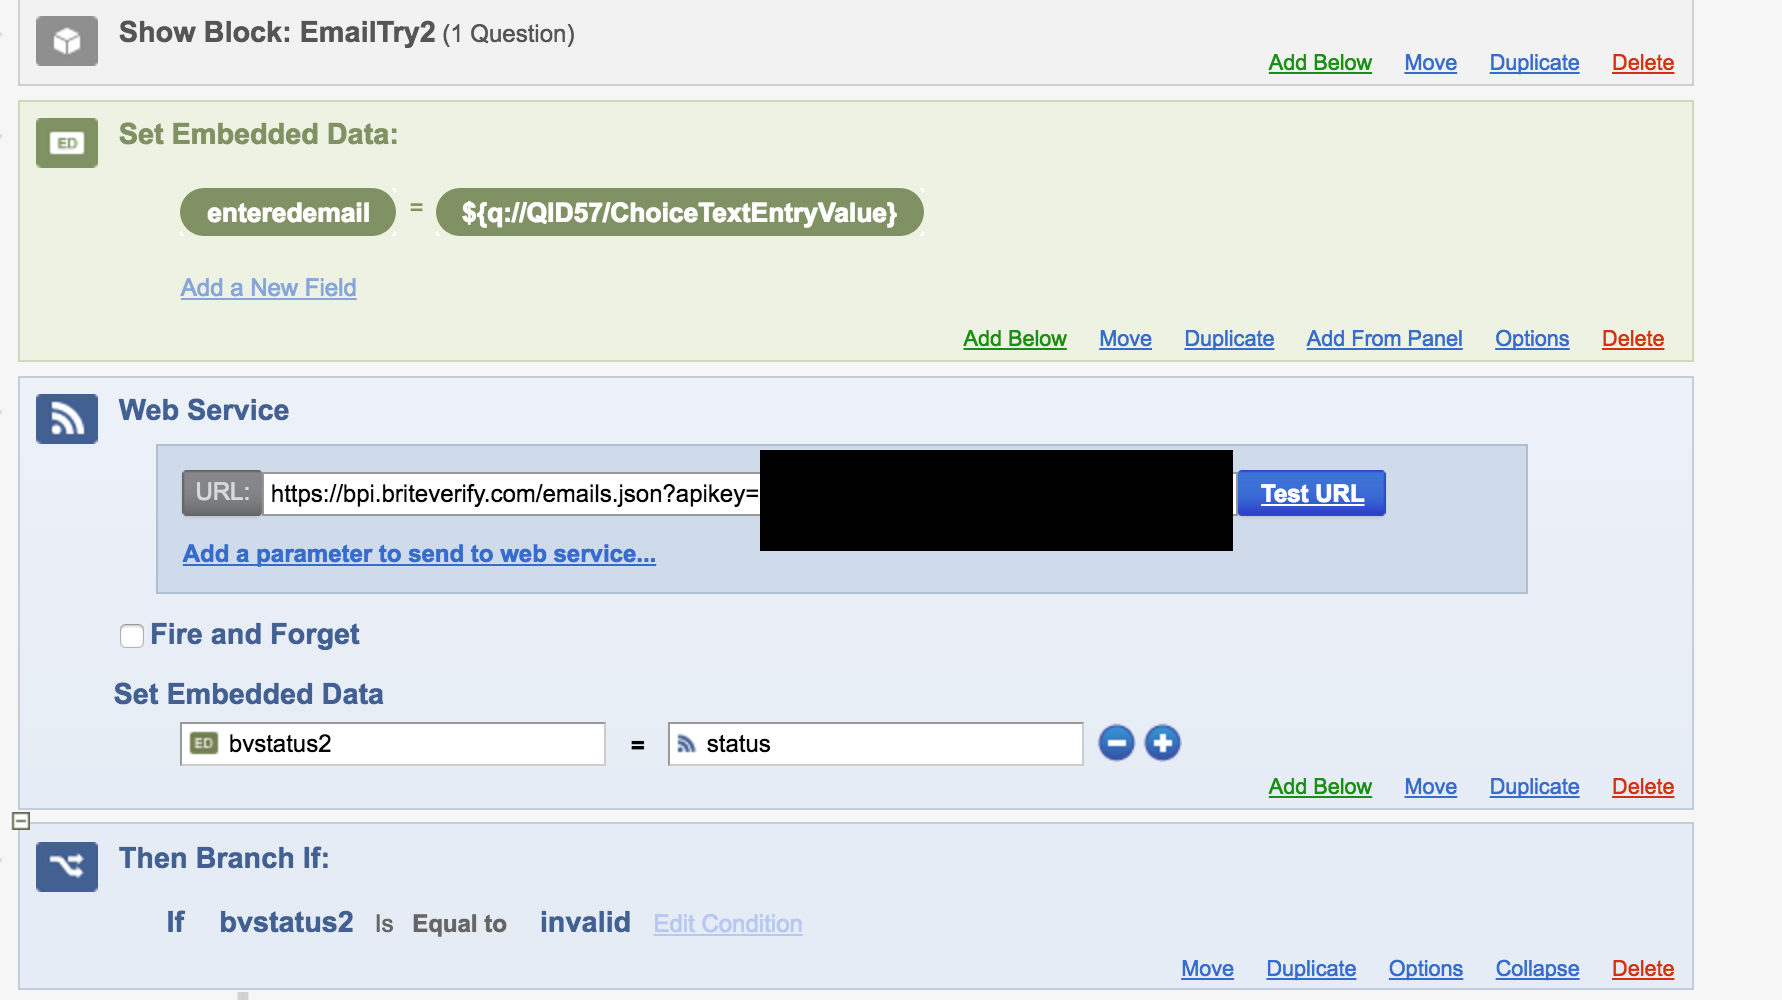 Show Block: EmailTry2 (1 Question)
Add Below Move Duplicate Delete
ED Set Embedded Data:
enteredemail = ${q://QID57/ChoiceTextEntryValue}
Add a New Field
Add Below Move Duplicate Add From Panel Options Delete
Web Service
URL: https://bpi.briteverify.com/emails.json?apikey= Test URL
Add a parameter to send to web service...
Fire and Forget
Set Embedded Data
ED bvstatus2 = status
Add Below Move Duplicate Delete
Then Branch If:
If bvstatus2 Is Equal to invalid Edit Condition
Move Duplicate Options Collapse Delete